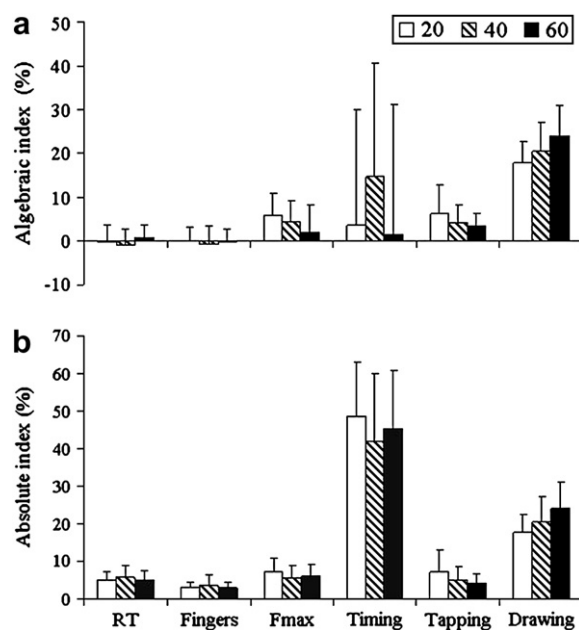 a
20 40 60
Algebraic index (%)
50
40
30
20
10
0
-10
b
Absolute index (%)
70
60
50
40
30
20
10
0
RT Fingers Fmax Timing Tapping Drawing